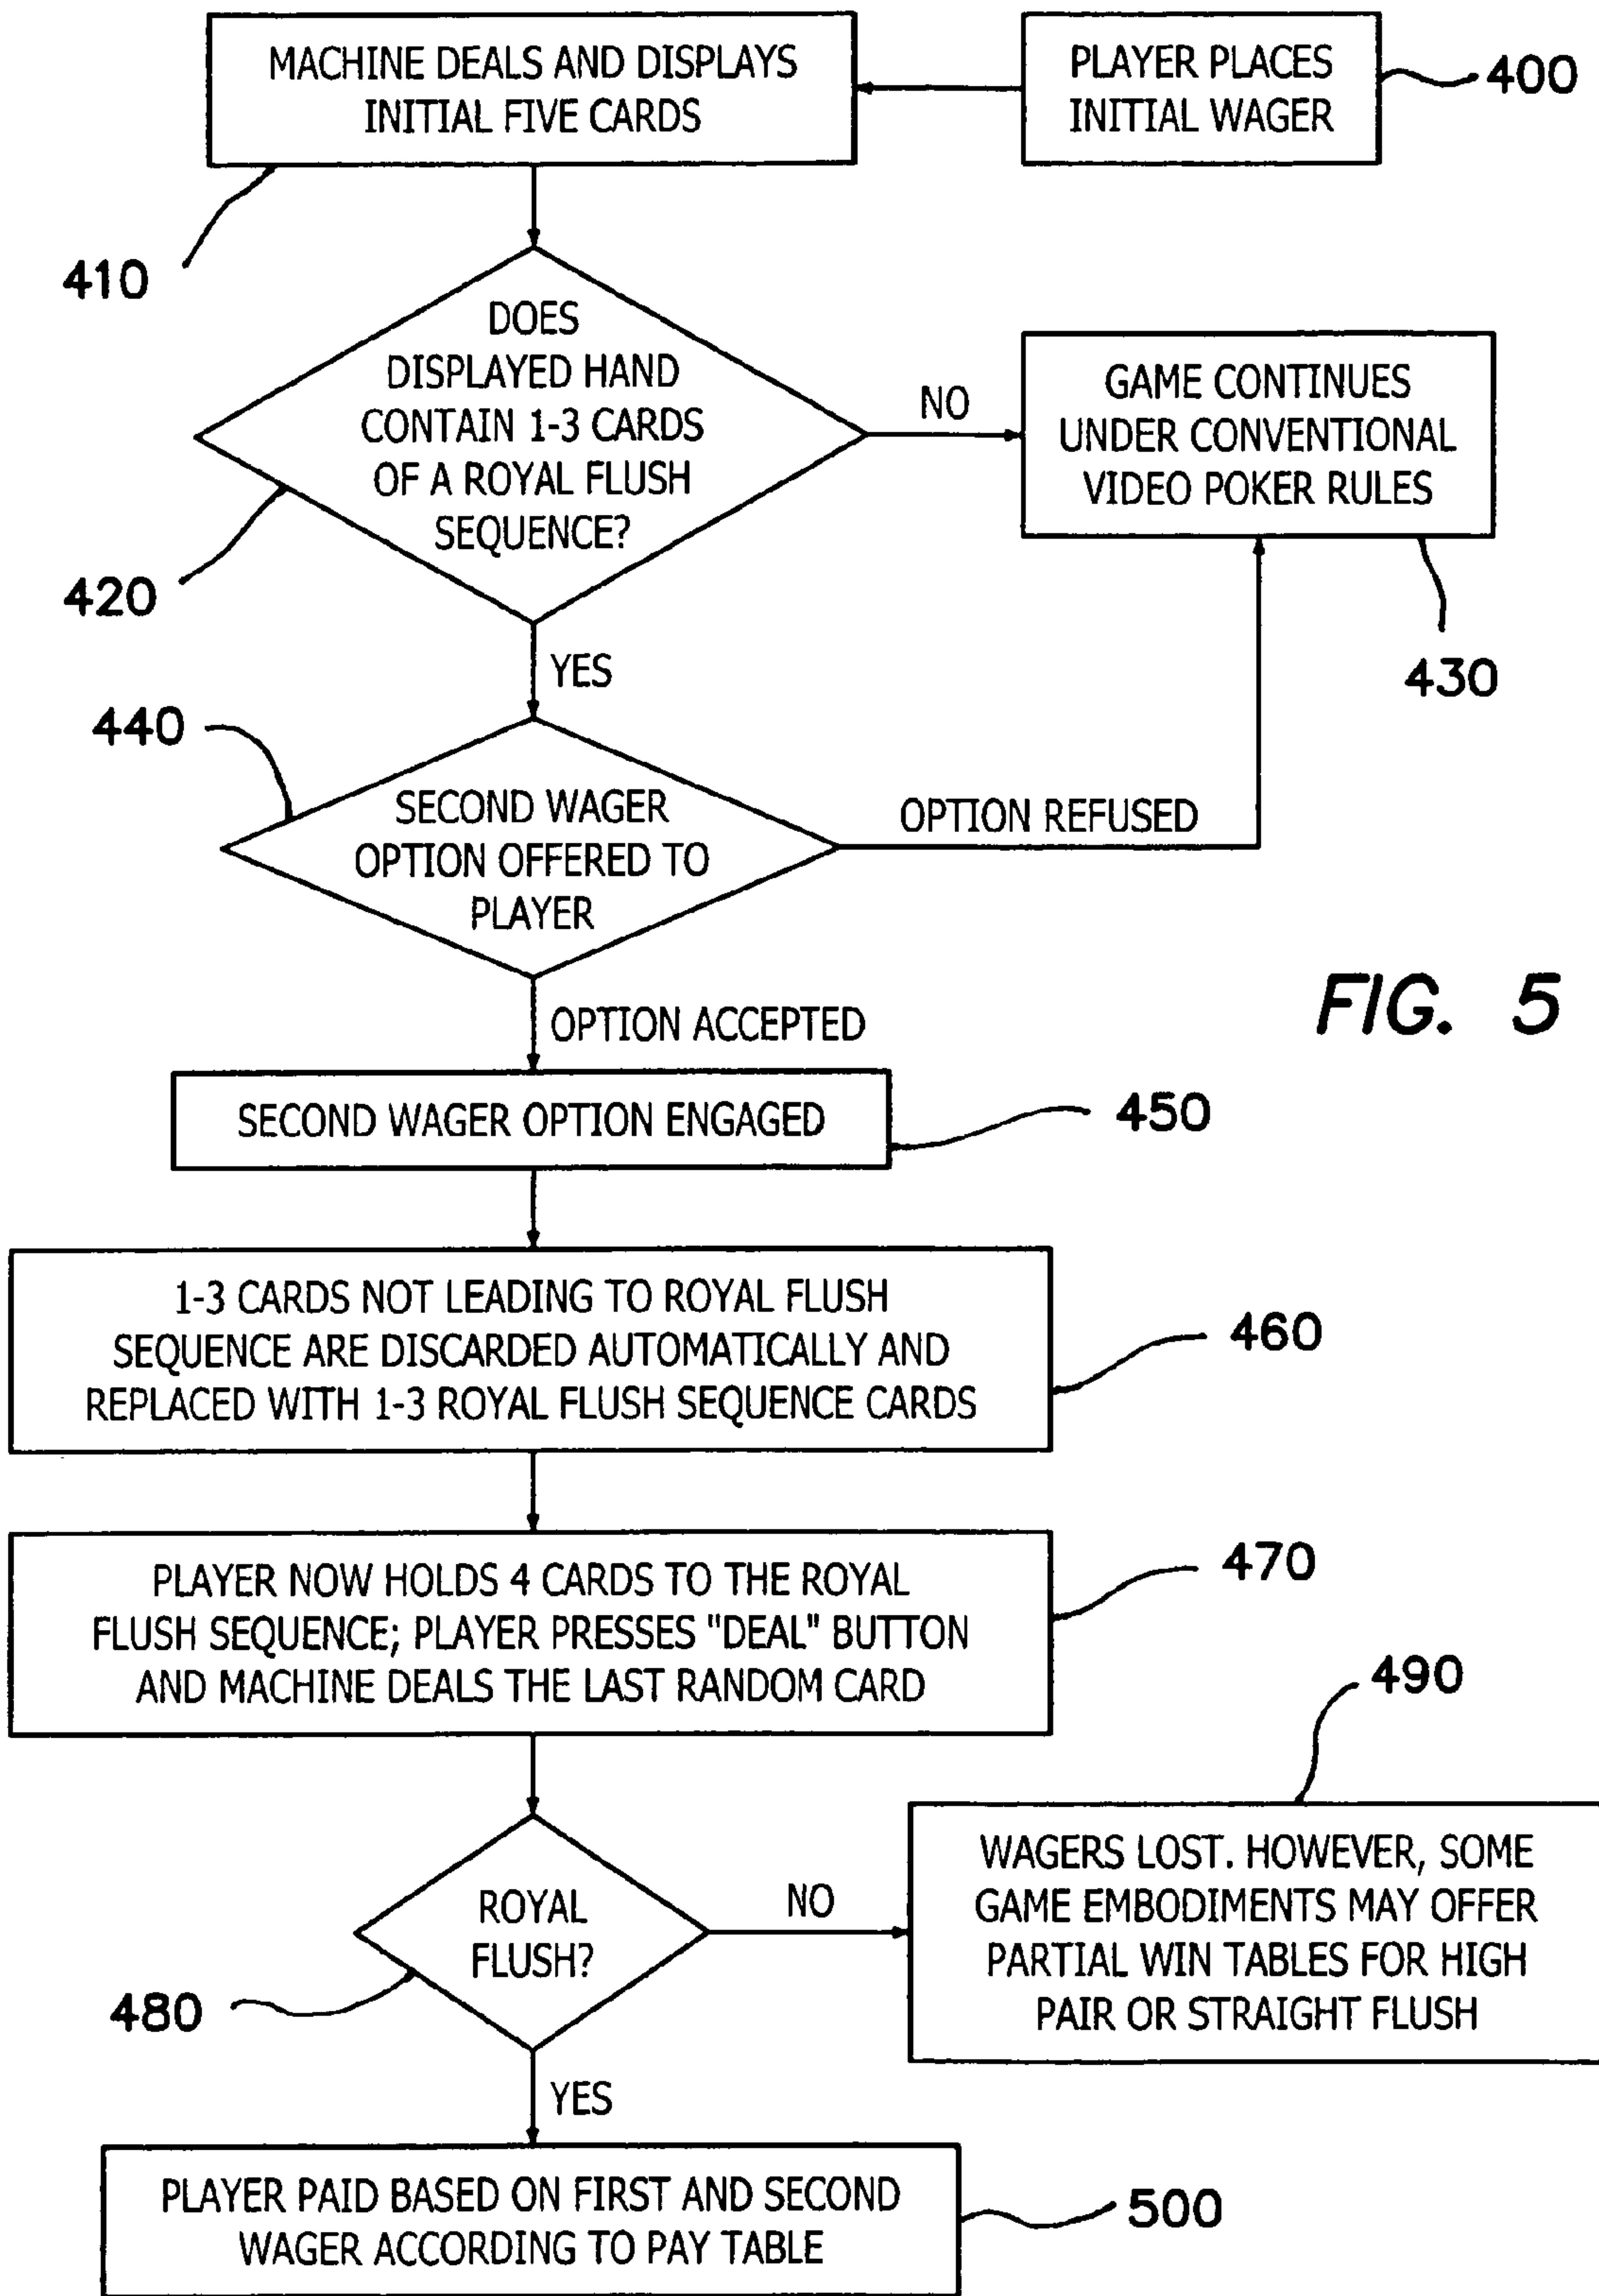 PLAYER PLACES
INITIAL WAGER
400
MACHINE DEALS AND DISPLAYS
INITIAL FIVE CARDS
410
DOES
DISPLAYED HAND
CONTAIN 1-3 CARDS
OF A ROYAL FLUSH
SEQUENCE?
420
NO
GAME CONTINUES
UNDER CONVENTIONAL
VIDEO POKER RULES
430
YES
440
SECOND WAGER
OPTION OFFERED TO
PLAYER
OPTION REFUSED
FIG. 5
OPTION ACCEPTED
SECOND WAGER OPTION ENGAGED
450
1-3 CARDS NOT LEADING TO ROYAL FLUSH
SEQUENCE ARE DISCARDED AUTOMATICALLY AND
REPLACED WITH 1-3 ROYAL FLUSH SEQUENCE CARDS
460
PLAYER NOW HOLDS 4 CARDS TO THE ROYAL
FLUSH SEQUENCE; PLAYER PRESSES "DEAL" BUTTON
AND MACHINE DEALS THE LAST RANDOM CARD
470
ROYAL
FLUSH?
480
NO
490
WAGERS LOST. HOWEVER, SOME
GAME EMBODIMENTS MAY OFFER
PARTIAL WIN TABLES FOR HIGH
PAIR OR STRAIGHT FLUSH
YES
PLAYER PAID BASED ON FIRST AND SECOND
WAGER ACCORDING TO PAY TABLE
500